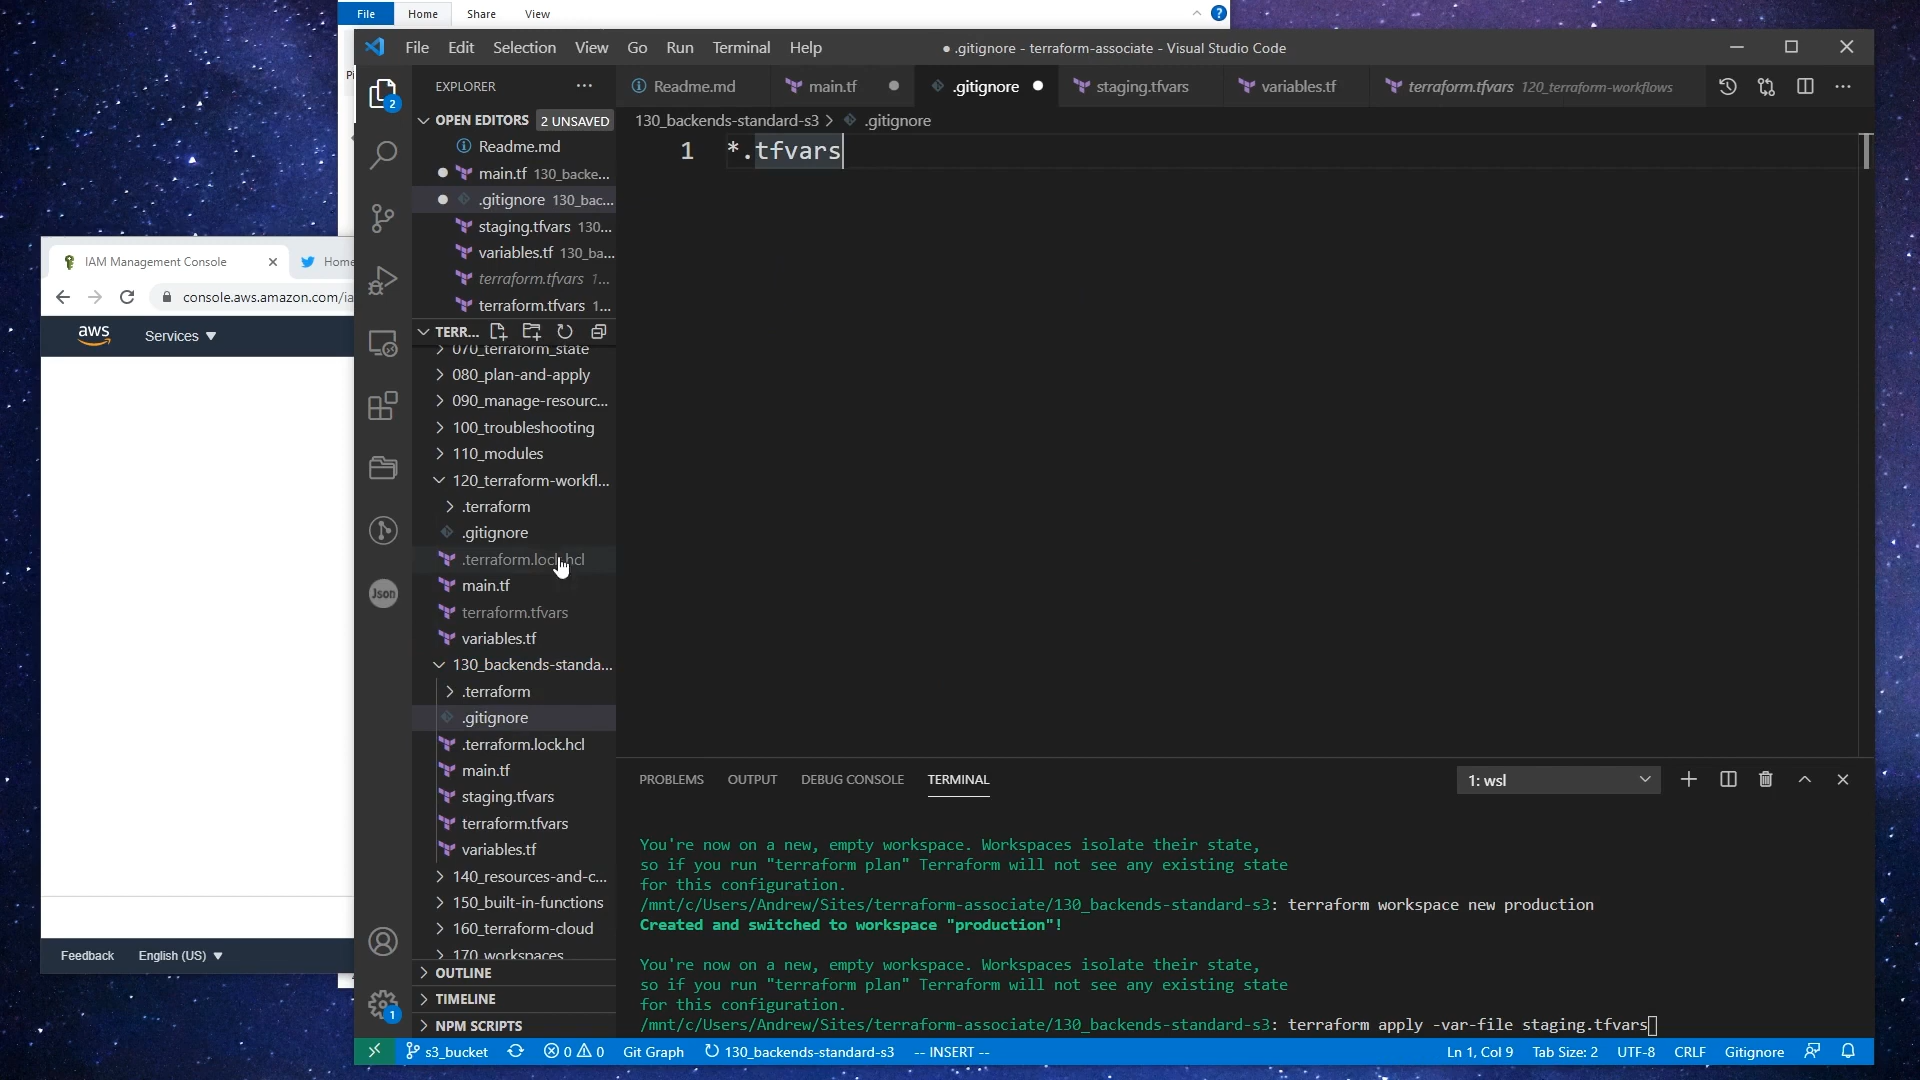 File Home Share View
File Edit Selection View Go Run Terminal Help
● .gitignore - terraform-associate - Visual Studio Code
EXPLORER
Readme.md
main.tf
.gitignore
staging.tfvars
variables.tf
terraform.tfvars 120_terraform-workflows
OPEN EDITORS 2 UNSAVED
Readme.md
main.tf 130_backe...
.gitignore 130_bac...
staging.tfvars 130...
variables.tf 130_ba...
terraform.tfvars 1...
terraform.tfvars 1...
TERR...
070_terraform_state
080_plan-and-apply
090_manage-resourc...
100_troubleshooting
110_modules
120_terraform-workfl...
.terraform
.gitignore
.terraform.lock.hcl
main.tf
terraform.tfvars
variables.tf
130_backends-standa...
.terraform
.gitignore
.terraform.lock.hcl
main.tf
staging.tfvars
terraform.tfvars
variables.tf
140_resources-and-c...
150_built-in-functions
160_terraform-cloud
170_workspaces
OUTLINE
TIMELINE
NPM SCRIPTS
2
Json
1
130_backends-standard-s3 > .gitignore
1 *.tfvars
PROBLEMS OUTPUT DEBUG CONSOLE TERMINAL
1: wsl
You're now on a new, empty workspace. Workspaces isolate their state,
so if you run "terraform plan" Terraform will not see any existing state
for this configuration.
/mnt/c/Users/Andrew/Sites/terraform-associate/130_backends-standard-s3: terraform workspace new production
Created and switched to workspace "production"!
You're now on a new, empty workspace. Workspaces isolate their state,
so if you run "terraform plan" Terraform will not see any existing state
for this configuration.
/mnt/c/Users/Andrew/Sites/terraform-associate/130_backends-standard-s3: terraform apply -var-file staging.tfvars
s3_bucket 0 0 Git Graph 130_backends-standard-s3 -- INSERT --
Ln 1, Col 9 Tab Size: 2 UTF-8 CRLF Gitignore
IAM Management Console
Home
console.aws.amazon.com/ia
aws Services ▼
Feedback English (US) ▼
Pi